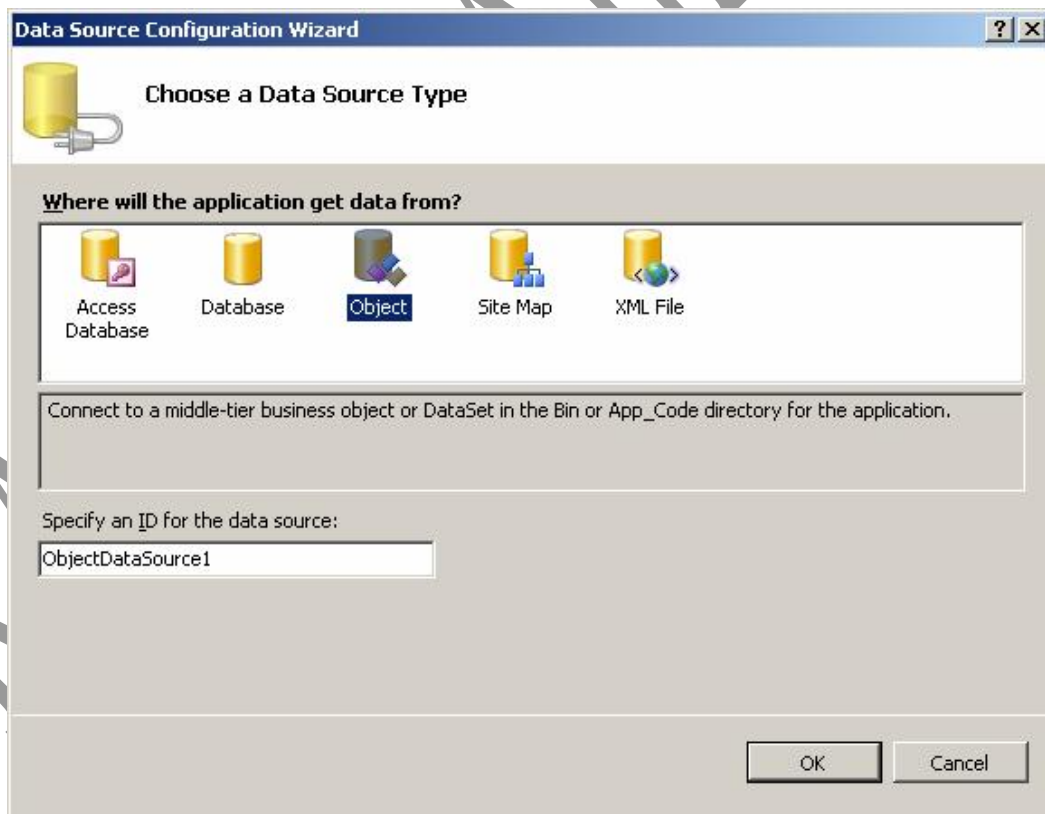 Data Source Configuration Wizard
Choose a Data Source Type
Where will the application get data from?
Access Database
Database
Object
Site Map
XML File
Connect to a middle-tier business object or DataSet in the Bin or App_Code directory for the application.
Specify an ID for the data source:
ObjectDataSource1
OK
Cancel